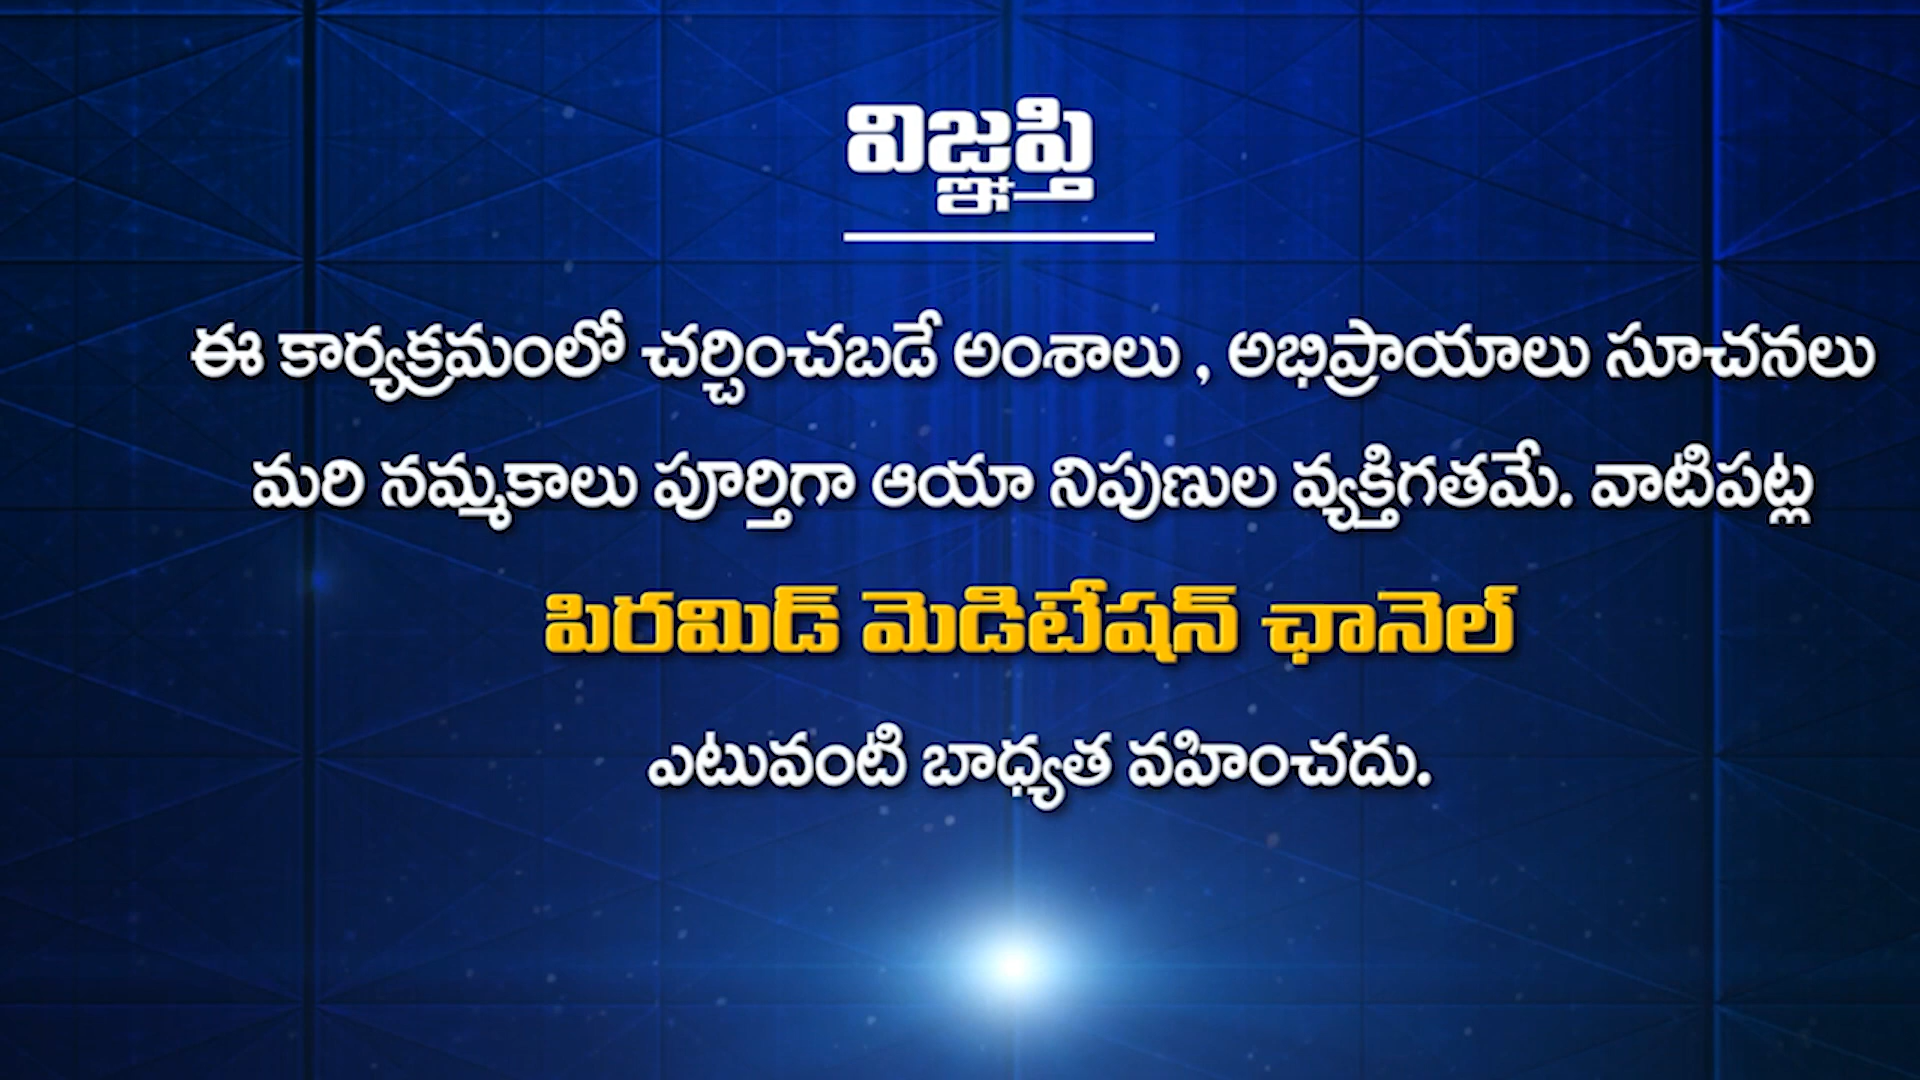 విజ్ఞప్తి
ఈ కార్యక్రమంలో చర్చించబడే అంశాలు , అభిప్రాయాలు సూచనలు
మరి నమ్మకాలు పూర్తిగా ఆయా నిపుణుల వ్యక్తిగతమే. వాటిపట్ల
పిరమిడ్ మెడిటేషన్ ఛానెల్
ఎటువంటి బాధ్యత వహించదు.